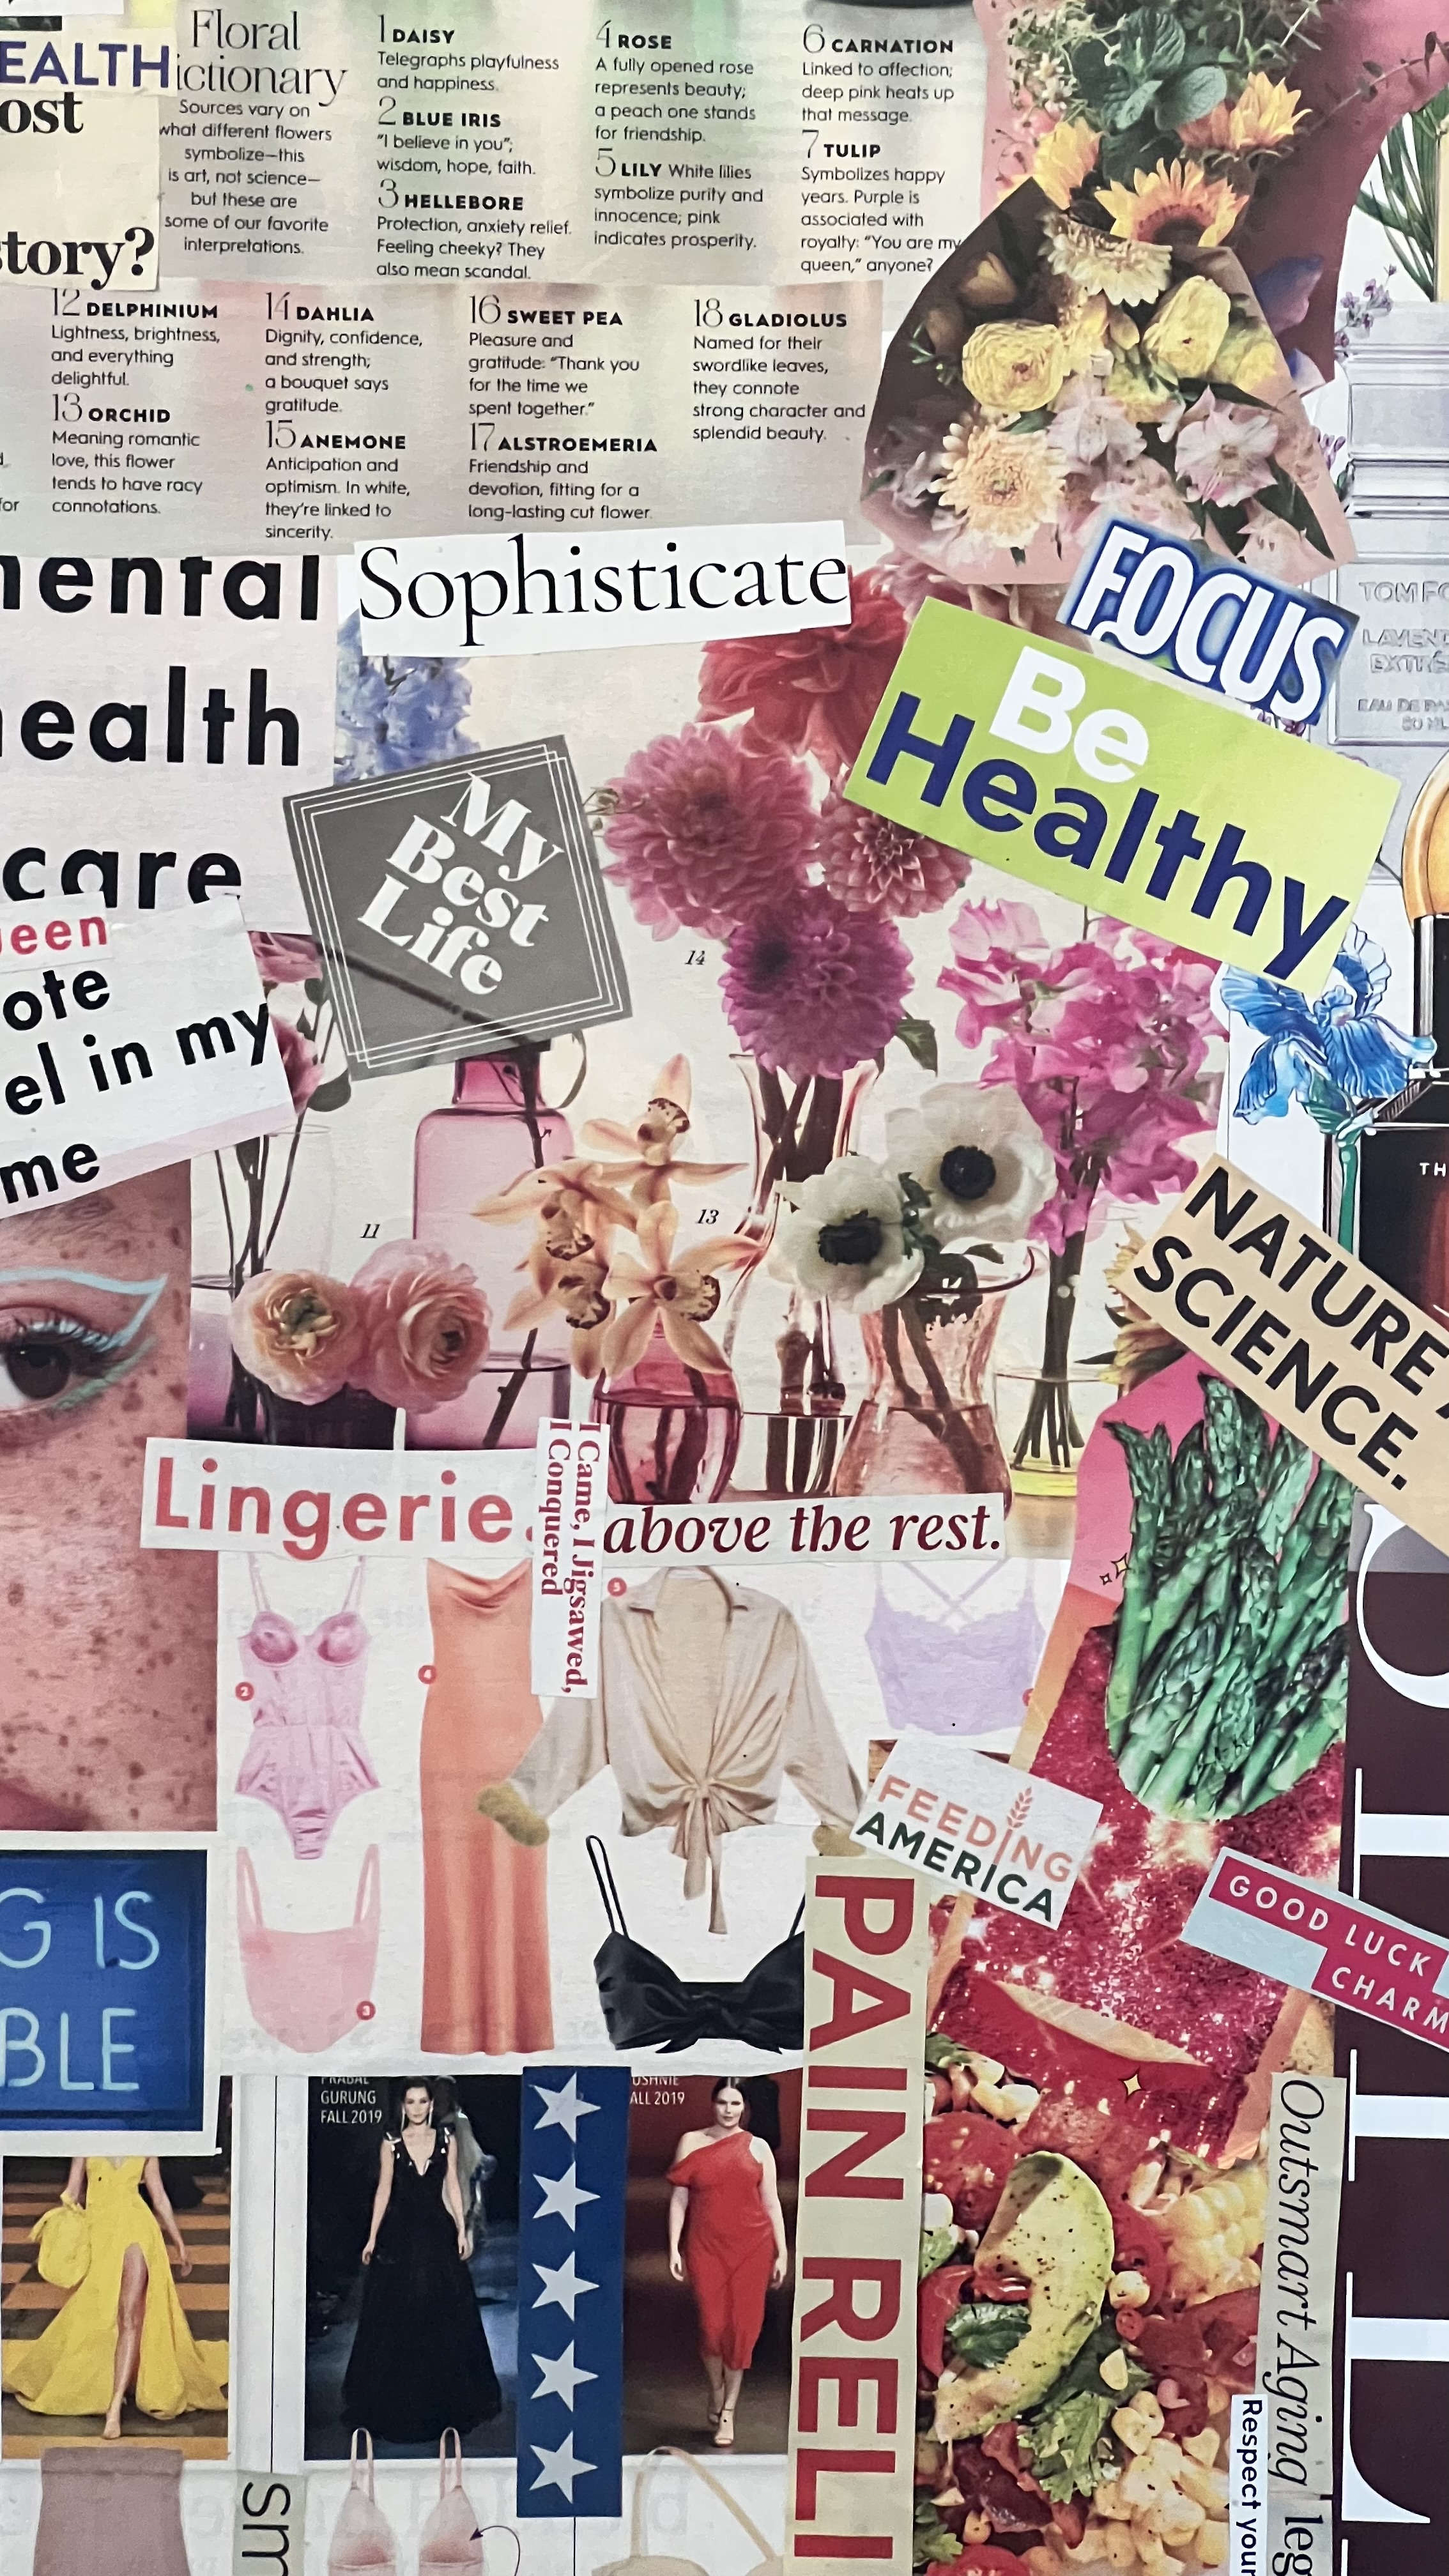 EALTH
ost
story?
Floral
ictionary
Sources vary on
what different flowers
symbolize—this
is art, not science—
but these are
some of our favorite
interpretations.
1 DAISY
Telegraphs playfulness
and happiness.
2 BLUE IRIS
"I believe in you";
wisdom, hope, faith.
3 HELLEBORE
Protection, anxiety relief.
Feeling cheeky? They
also mean scandal.
4 ROSE
A fully opened rose
represents beauty;
a peach one stands
for friendship.
5 LILY White lilies
symbolize purity and
innocence; pink
indicates prosperity.
6 CARNATION
Linked to affection;
deep pink heats up
that message.
7 TULIP
Symbolizes happy
years. Purple is
associated with
royalty: "You are my
queen," anyone?
12 DELPHINIUM
Lightness, brightness,
and everything
delightful.
13 ORCHID
Meaning romantic
love, this flower
tends to have racy
connotations.
14 DAHLIA
Dignity, confidence,
and strength;
a bouquet says
gratitude.
15 ANEMONE
Anticipation and
optimism. In white,
they're linked to
sincerity.
16 SWEET PEA
Pleasure and
gratitude: "Thank you
for the time we
spent together."
17 ALSTROEMERIA
Friendship and
devotion, fitting for a
long-lasting cut flower.
18 GLADIOLUS
Named for their
swordlike leaves,
they connote
strong character and
splendid beauty.
mental
health
care
Sophisticate
FOCUS
Be
Healthy
TOM FO
LAVEN
EXTRÊ
EAU DE PA
50 ML
My
Best
Life
ueen
ote
el in my
me
14
11
13
TH
NATURE
SCIENCE.
Lingerie.
I Came, I Jigsawed,
I Conquered
above the rest.
2
4
5
3
FEEDING
AMERICA
GOOD LUCK
CHARM
G IS
BLE
PAIN RELI
PRABAL
GURUNG
FALL 2019
USHNIE
ALL 2019
Outsmart Aging
Respect your
leg
sm